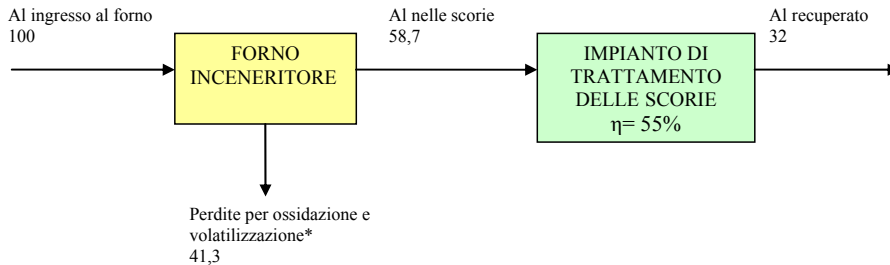 Al ingresso al forno
100
FORNO
INCENERITORE
Al nelle scorie
58,7
IMPIANTO DI
TRATTAMENTO
DELLE SCORIE
η= 55%
Al recuperato
32
Perdite per ossidazione e
volatilizzazione*
41,3